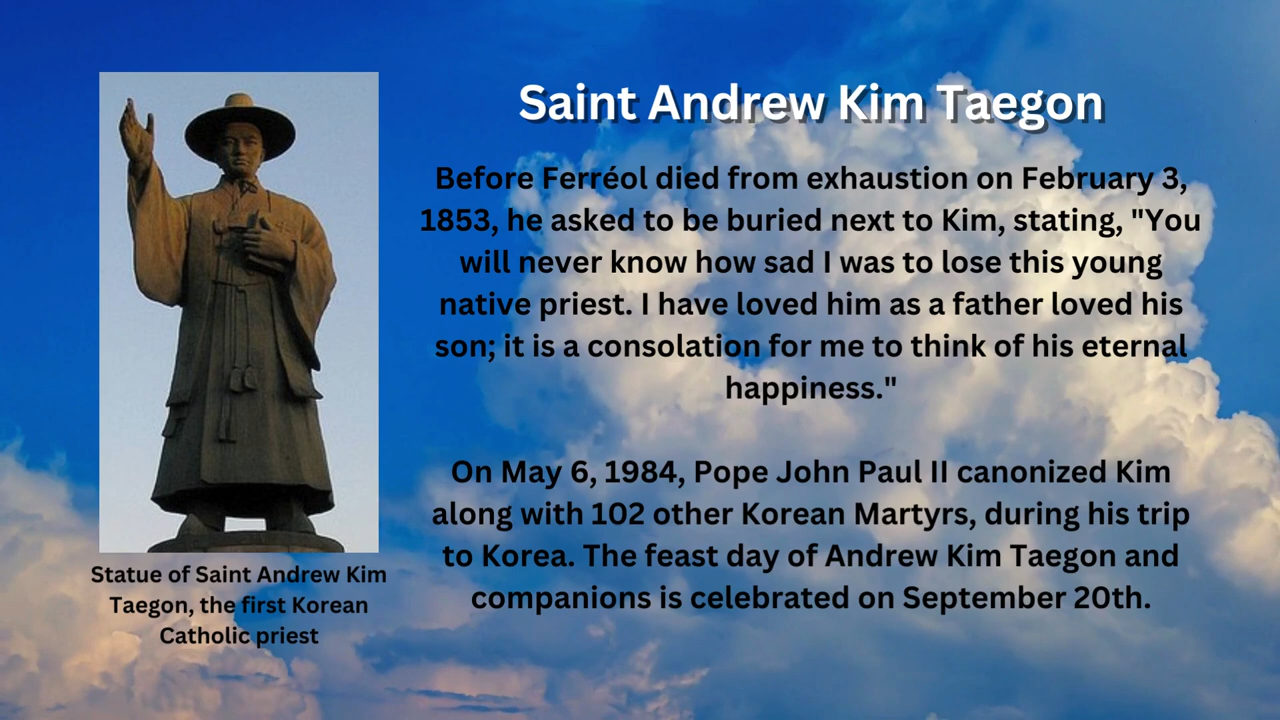 Saint Andrew Kim Taegon
Before Ferréol died from exhaustion on February 3,
1853, he asked to be buried next to Kim, stating, "You
will never know how sad I was to lose this young
native priest. I have loved him as a father loved his
son; it is a consolation for me to think of his eternal
happiness."
On May 6, 1984, Pope John Paul II canonized Kim
along with 102 other Korean Martyrs, during his trip
to Korea. The feast day of Andrew Kim Taegon and
companions is celebrated on September 20th.
Statue of Saint Andrew Kim
Taegon, the first Korean
Catholic priest